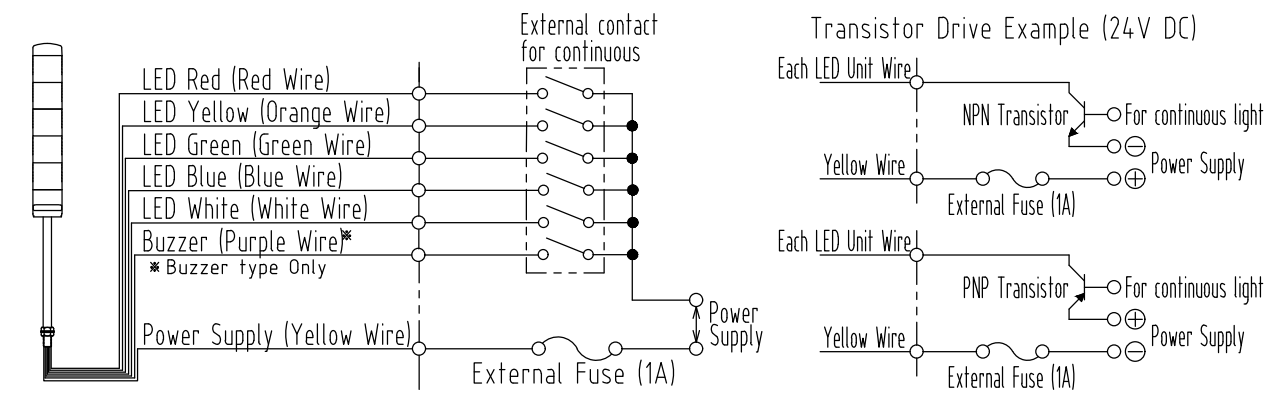 External contact
for continuous
LED Red (Red Wire)
LED Yellow (Orange Wire)
LED Green (Green Wire)
LED Blue (Blue Wire)
LED White (White Wire)
Buzzer (Purple Wire)※
※ Buzzer type Only
Power Supply (Yellow Wire)
External Fuse (1A)
Power
Supply
Transistor Drive Example (24V DC)
Each LED Unit Wire
NPN Transistor
For continuous light
−
Power Supply
Yellow Wire
+
External Fuse (1A)
Each LED Unit Wire
PNP Transistor
For continuous light
+
Power Supply
Yellow Wire
−
External Fuse (1A)